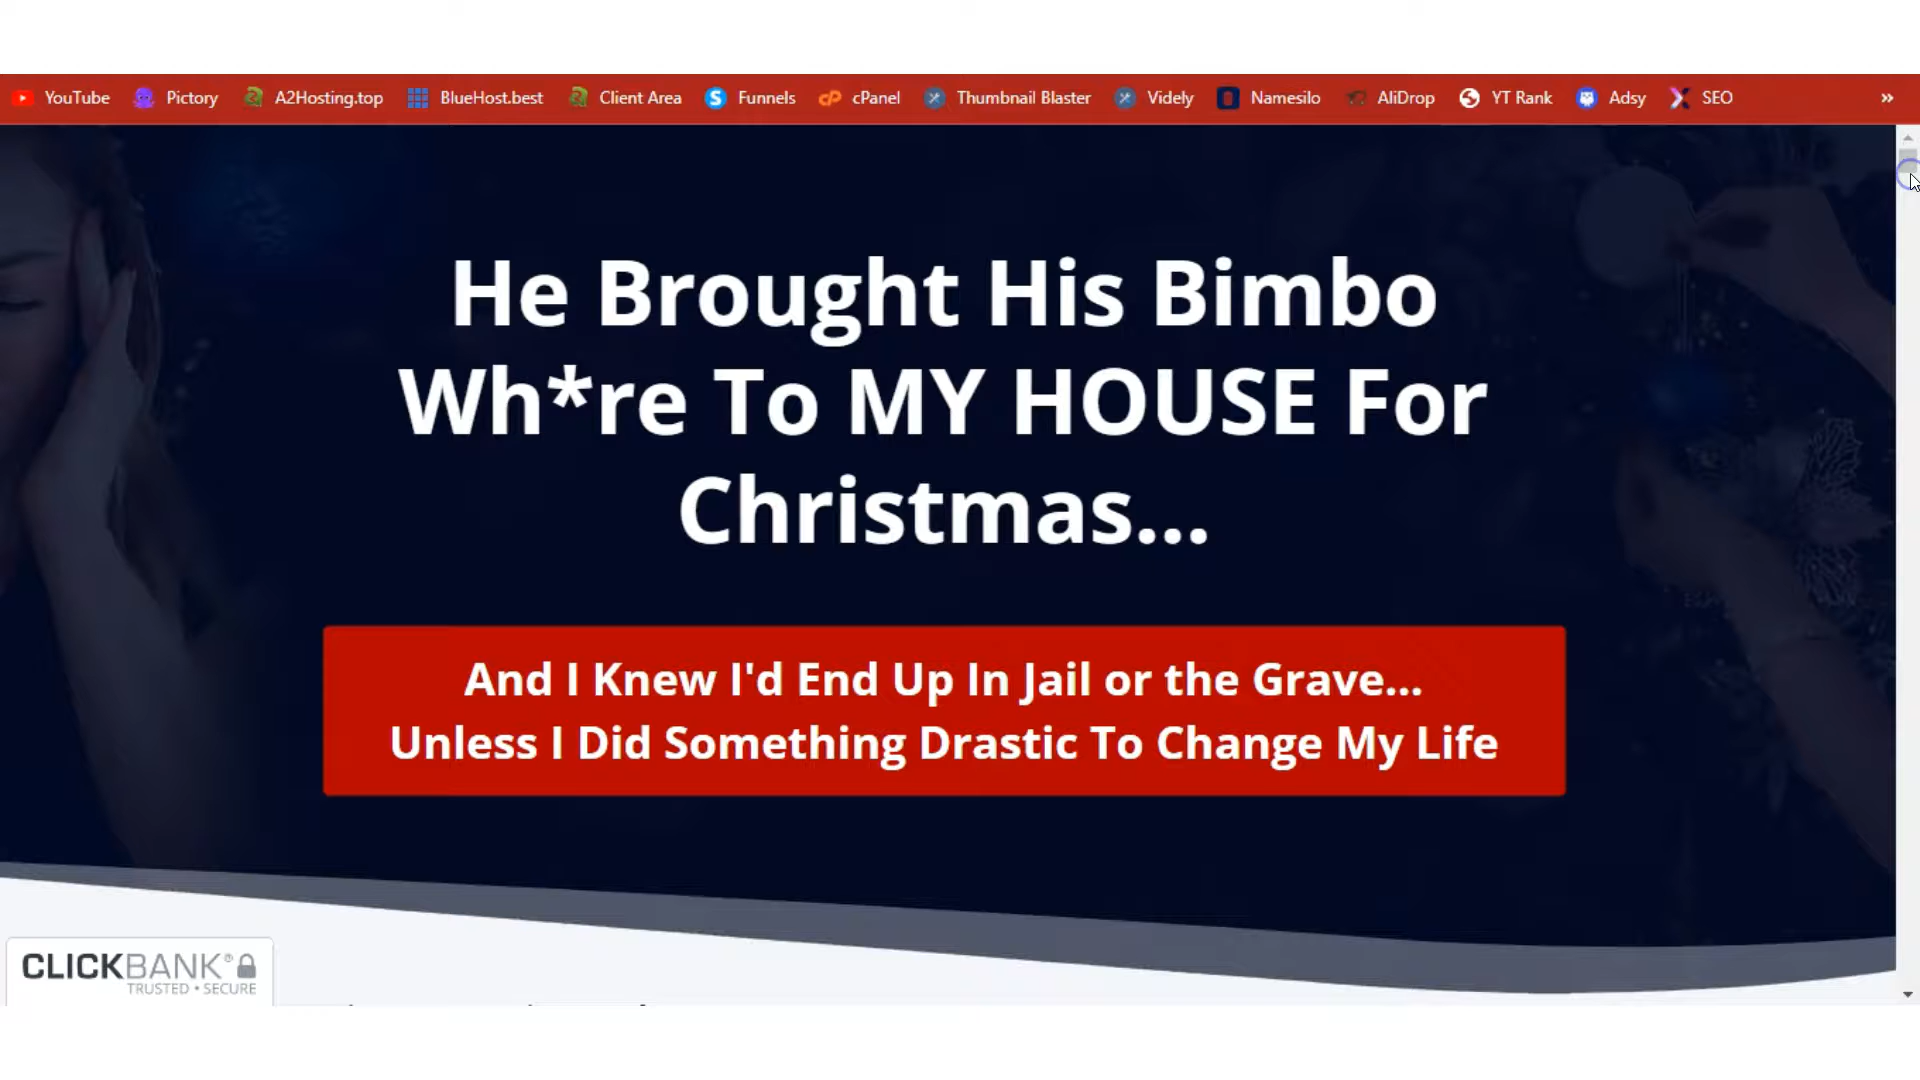 YouTube Pictory A2Hosting.top BlueHost.best Client Area Funnels cPanel Thumbnail Blaster Videly Namesilo AliDrop YT Rank Adsy SEO »
He Brought His Bimbo
Wh*re To MY HOUSE For
Christmas...
And I Knew I'd End Up In Jail or the Grave...
Unless I Did Something Drastic To Change My Life
CLICKBANK®
TRUSTED • SECURE